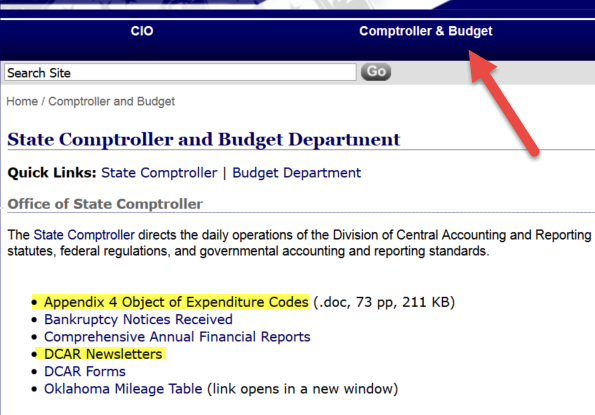 CIO Comptroller & Budget
Search Site Go
Home / Comptroller and Budget
State Comptroller and Budget Department
Quick Links: State Comptroller | Budget Department
Office of State Comptroller
The State Comptroller directs the daily operations of the Division of Central Accounting and Reporting
statutes, federal regulations, and governmental accounting and reporting standards.
• Appendix 4 Object of Expenditure Codes (.doc, 73 pp, 211 KB)
• Bankruptcy Notices Received
• Comprehensive Annual Financial Reports
• DCAR Newsletters
• DCAR Forms
• Oklahoma Mileage Table (link opens in a new window)